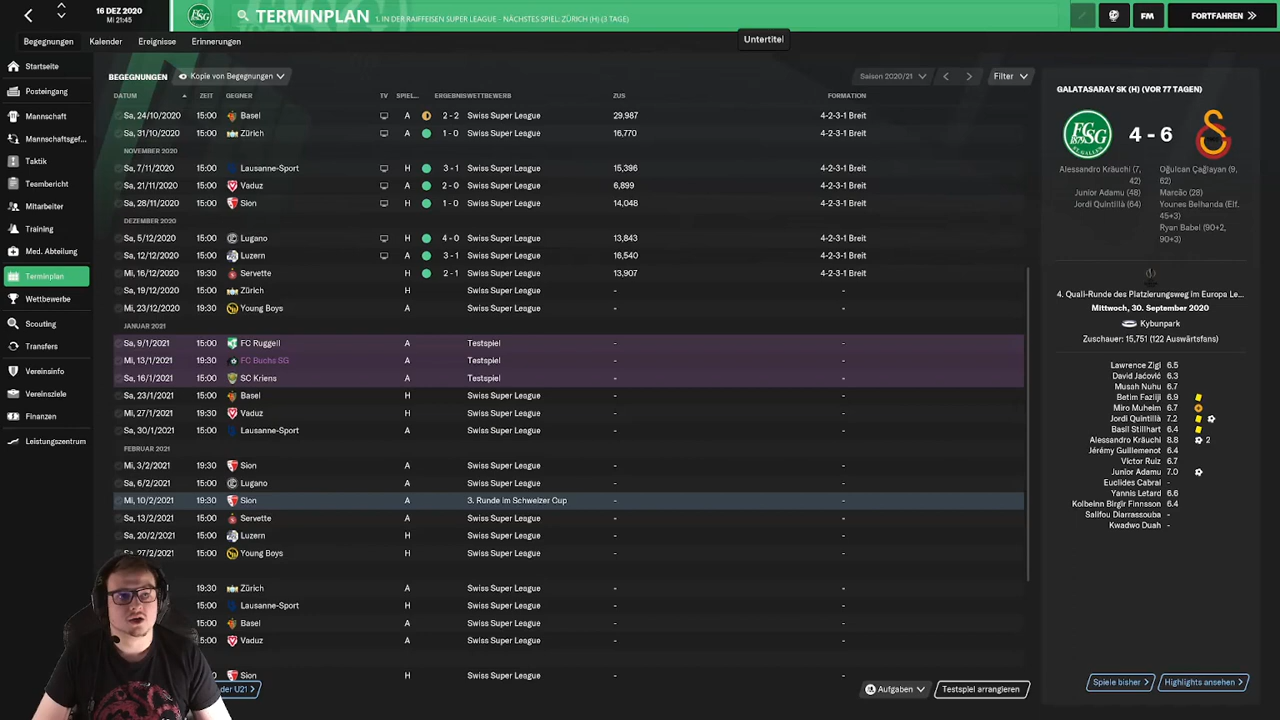 16 DEZ 2020
MI 21:45
TERMINPLAN
1. IN DER RAIFFEISEN SUPER LEAGUE - NÄCHSTES SPIEL: ZÜRICH (H) (3 TAGE)
FM
FORTFAHREN
Begegnungen Kalender Ereignisse Erinnerungen
Untertitel
Startseite
Posteingang
Mannschaft
Mannschaftsgef...
Taktik
Teambericht
Mitarbeiter
Training
Med. Abteilung
Terminplan
Wettbewerbe
Scouting
Transfers
Vereinsinfo
Vereinsziele
Finanzen
Leistungszentrum
BEGEGNUNGEN Kopie von Begegnungen Saison 2020/21 Filter
DATUM ZEIT GEGNER TV SPIEL... ERGEBNIS WETTBEWERB ZUS FORMATION
Sa, 24/10/2020 15:00 Basel A 2 - 2 Swiss Super League 29,987 4-2-3-1 Breit
Sa, 31/10/2020 15:00 Zürich A 1 - 0 Swiss Super League 16,770 4-2-3-1 Breit
NOVEMBER 2020
Sa, 7/11/2020 15:00 Lausanne-Sport H 3 - 1 Swiss Super League 15,396 4-2-3-1 Breit
Sa, 21/11/2020 15:00 Vaduz A 2 - 0 Swiss Super League 6,899 4-2-3-1 Breit
Sa, 28/11/2020 15:00 Sion H 1 - 0 Swiss Super League 14,048 4-2-3-1 Breit
DEZEMBER 2020
Sa, 5/12/2020 15:00 Lugano H 4 - 0 Swiss Super League 13,843 4-2-3-1 Breit
Sa, 12/12/2020 15:00 Luzern A 3 - 1 Swiss Super League 16,540 4-2-3-1 Breit
Mi, 16/12/2020 19:30 Servette H 2 - 1 Swiss Super League 13,907 4-2-3-1 Breit
Sa, 19/12/2020 15:00 Zürich H Swiss Super League - -
Mi, 23/12/2020 19:30 Young Boys A Swiss Super League - -
JANUAR 2021
Sa, 9/1/2021 15:00 FC Ruggell A Testspiel - -
Mi, 13/1/2021 19:30 FC Buchs SG A Testspiel - -
Sa, 16/1/2021 15:00 SC Kriens A Testspiel - -
Sa, 23/1/2021 15:00 Basel H Swiss Super League - -
Mi, 27/1/2021 19:30 Vaduz H Swiss Super League - -
Sa, 30/1/2021 15:00 Lausanne-Sport A Swiss Super League - -
FEBRUAR 2021
Mi, 3/2/2021 19:30 Sion A Swiss Super League - -
Sa, 6/2/2021 15:00 Lugano A Swiss Super League - -
Mi, 10/2/2021 19:30 Sion A 3. Runde im Schweizer Cup - -
Sa, 13/2/2021 15:00 Servette A Swiss Super League - -
Sa, 20/2/2021 15:00 Luzern H Swiss Super League - -
Sa, 27/2/2021 15:00 Young Boys H Swiss Super League - -
19:30 Zürich A Swiss Super League - -
15:00 Lausanne-Sport H Swiss Super League - -
15:00 Basel A Swiss Super League - -
15:00 Vaduz A Swiss Super League - -
Sion H Swiss Super League - -
der U21 Aufgaben Testspiel arrangieren
GALATASARAY SK (H) (VOR 77 TAGEN)
FCSG
1879
ST.GALLEN
4 - 6
Alessandro Kräuchi (7, 42)
Junior Adamu (48)
Jordi Quintillà (64)
Oğulcan Çağlayan (9, 62)
Marcão (28)
Younes Belhanda (Elf. 45+3)
Ryan Babel (90+2, 90+3)
4. Quali-Runde des Platzierungsweg im Europa Le...
Mittwoch, 30. September 2020
Kybunpark
Zuschauer: 15,751 (122 Auswärtsfans)
Lawrence Zigi 6.5
David Jaćović 6.3
Musah Nuhu 6.7
Betim Fazliji 6.9
Miro Muheim 6.7
Jordi Quintillà 7.2
Basil Stillhart 6.4
Alessandro Kräuchi 8.8 2
Jérémy Guillemenot 6.4
Víctor Ruiz 6.7
Junior Adamu 7.0
Euclides Cabral -
Yannis Letard 6.6
Kolbeinn Birgir Finnsson 6.4
Salifou Diarrassouba -
Kwadwo Duah -
Spiele bisher Highlights ansehen